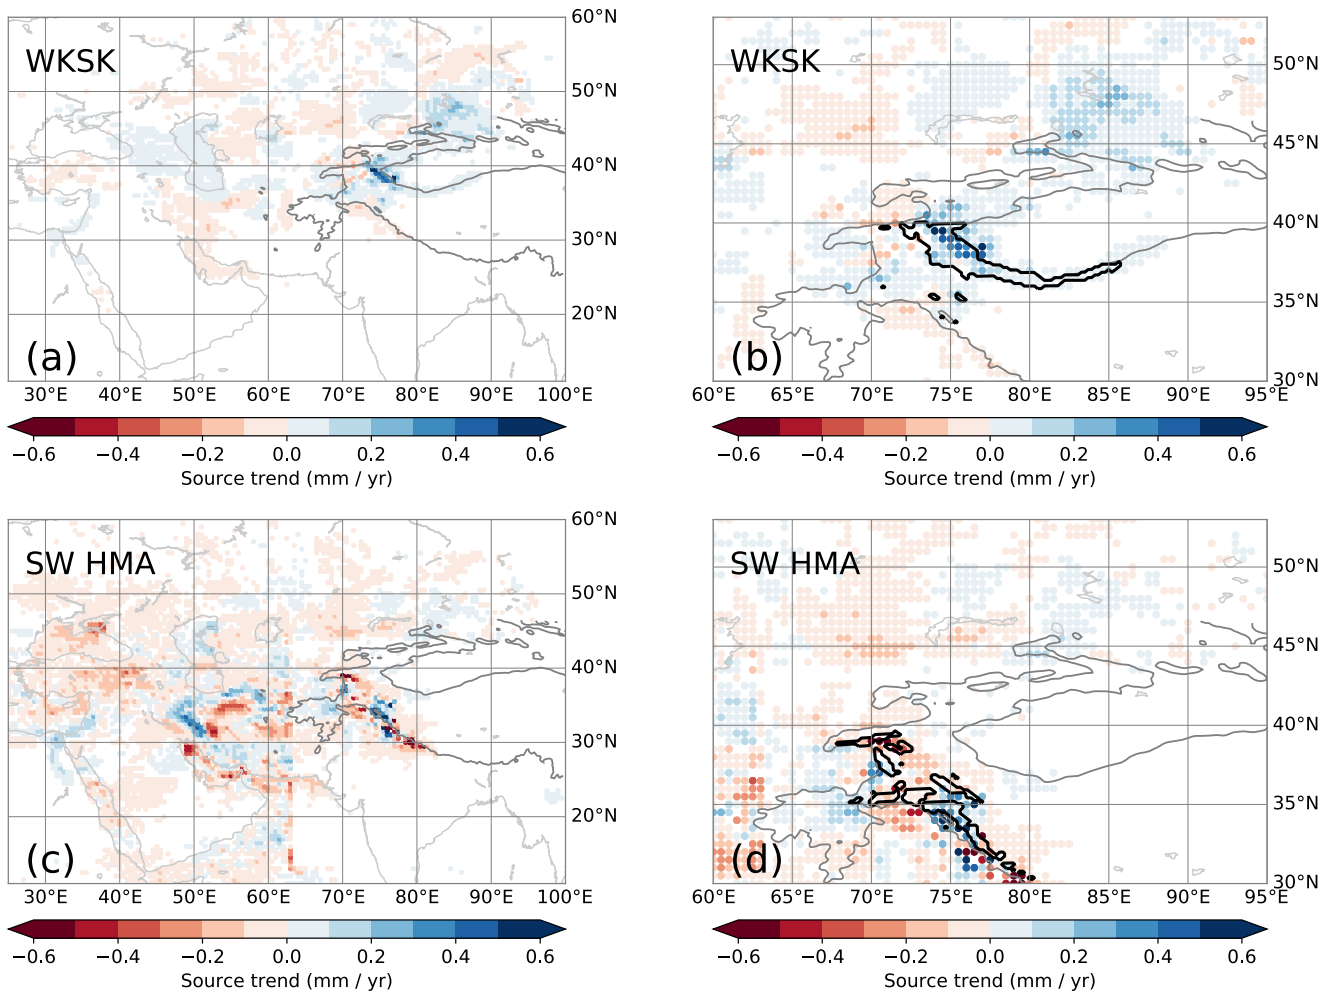 WKSK
(a)
60°N
50°N
40°N
30°N
20°N
30°E 40°E 50°E 60°E 70°E 80°E 90°E 100°E
−0.6 −0.4 −0.2 0.0 0.2 0.4 0.6
Source trend (mm / yr)
WKSK
(b)
50°N
45°N
40°N
35°N
30°N
60°E 65°E 70°E 75°E 80°E 85°E 90°E 95°E
−0.6 −0.4 −0.2 0.0 0.2 0.4 0.6
Source trend (mm / yr)
SW HMA
(c)
60°N
50°N
40°N
30°N
20°N
30°E 40°E 50°E 60°E 70°E 80°E 90°E 100°E
−0.6 −0.4 −0.2 0.0 0.2 0.4 0.6
Source trend (mm / yr)
SW HMA
(d)
50°N
45°N
40°N
35°N
30°N
60°E 65°E 70°E 75°E 80°E 85°E 90°E 95°E
−0.6 −0.4 −0.2 0.0 0.2 0.4 0.6
Source trend (mm / yr)